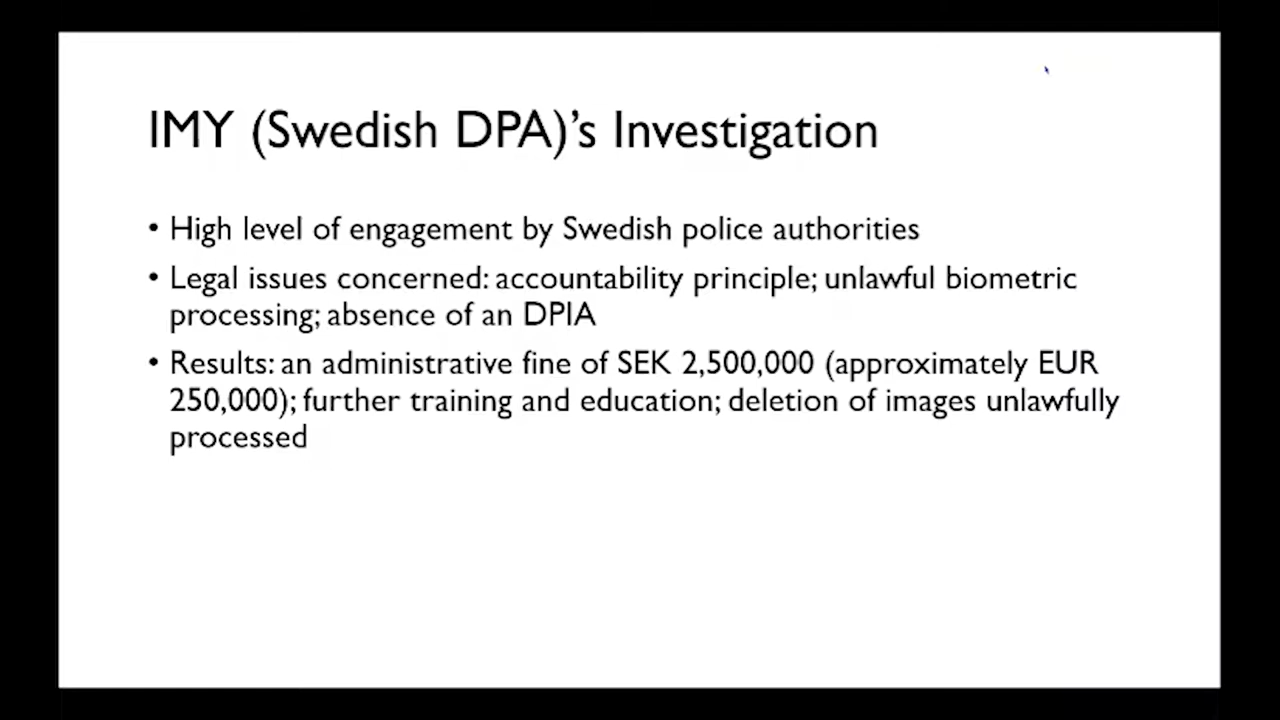 IMY (Swedish DPA)’s Investigation
• High level of engagement by Swedish police authorities
• Legal issues concerned: accountability principle; unlawful biometric
processing; absence of an DPIA
• Results: an administrative fine of SEK 2,500,000 (approximately EUR
250,000); further training and education; deletion of images unlawfully
processed